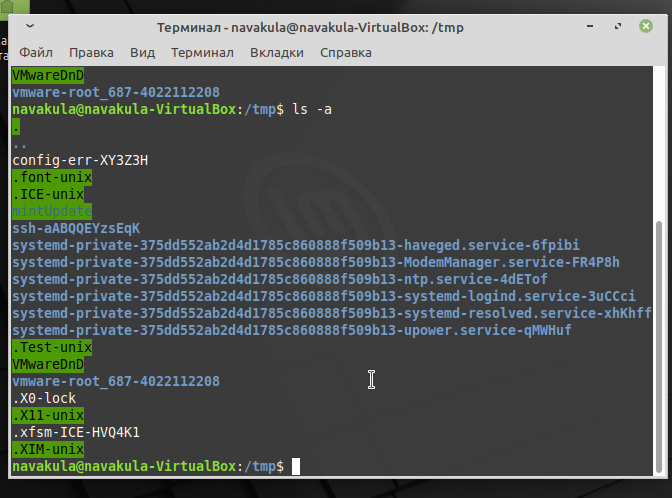 Терминал - navakula@navakula-VirtualBox: /tmp
Файл Правка Вид Терминал Вкладки Справка
VMwareDnD
vmware-root_687-4022112208
navakula@navakula-VirtualBox:/tmp$ ls -a
.
..
config-err-XY3Z3H
.font-unix
.ICE-unix
mintUpdate
ssh-aABQQEYzsEqK
systemd-private-375dd552ab2d4d1785c860888f509b13-haveged.service-6fpibi
systemd-private-375dd552ab2d4d1785c860888f509b13-ModemManager.service-FR4P8h
systemd-private-375dd552ab2d4d1785c860888f509b13-ntp.service-4dETof
systemd-private-375dd552ab2d4d1785c860888f509b13-systemd-logind.service-3uCCci
systemd-private-375dd552ab2d4d1785c860888f509b13-systemd-resolved.service-xhKhff
systemd-private-375dd552ab2d4d1785c860888f509b13-upower.service-qMWHuf
.Test-unix
VMwareDnD
vmware-root_687-4022112208
.X0-lock
.X11-unix
.xfsm-ICE-HVQ4K1
.XIM-unix
navakula@navakula-VirtualBox:/tmp$